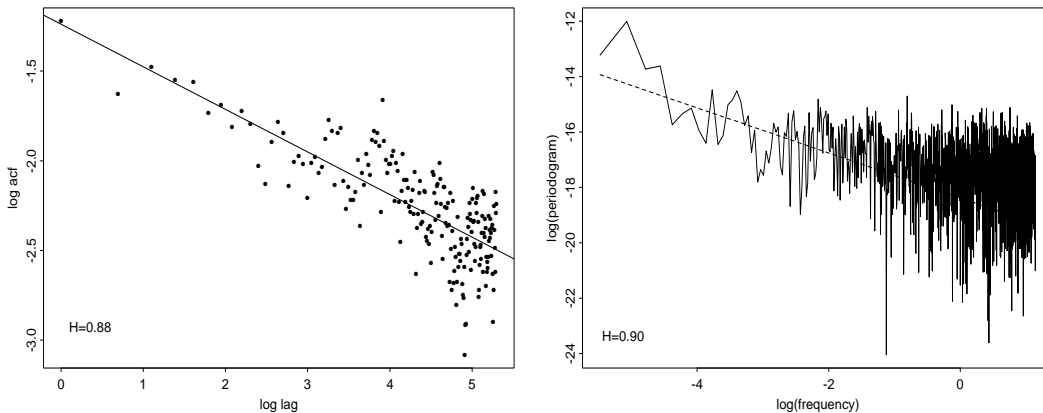 -1.5
-2.0
-2.5
-3.0
log acf
H=0.88
0 1 2 3 4 5
log lag
-12
-14
-16
-18
-20
-22
-24
log(periodogram)
H=0.90
-4 -2 0
log(frequency)